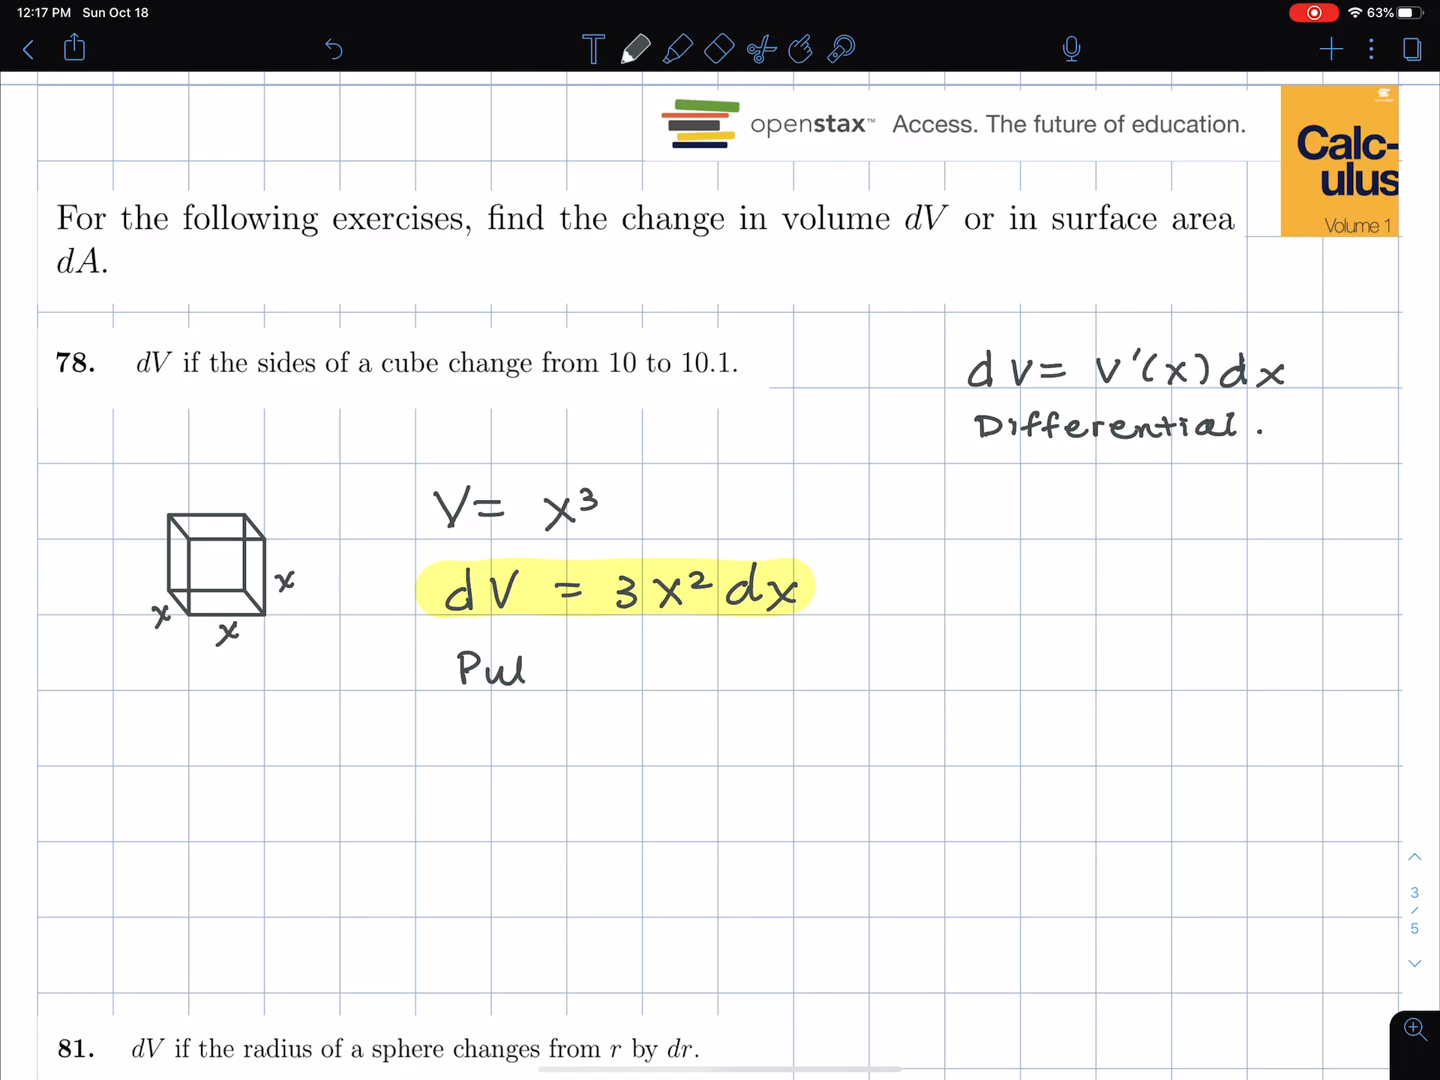 12:17 PM Sun Oct 18
63%
openstax™ Access. The future of education.
Calc-
ulus
Volume 1
For the following exercises, find the change in volume dV or in surface area
dA.
78. dV if the sides of a cube change from 10 to 10.1.
dV = V'(x) dx
Differential.
V = x³
x
dV = 3x² dx
x
x
Pul
3
/
5
81. dV if the radius of a sphere changes from r by dr.